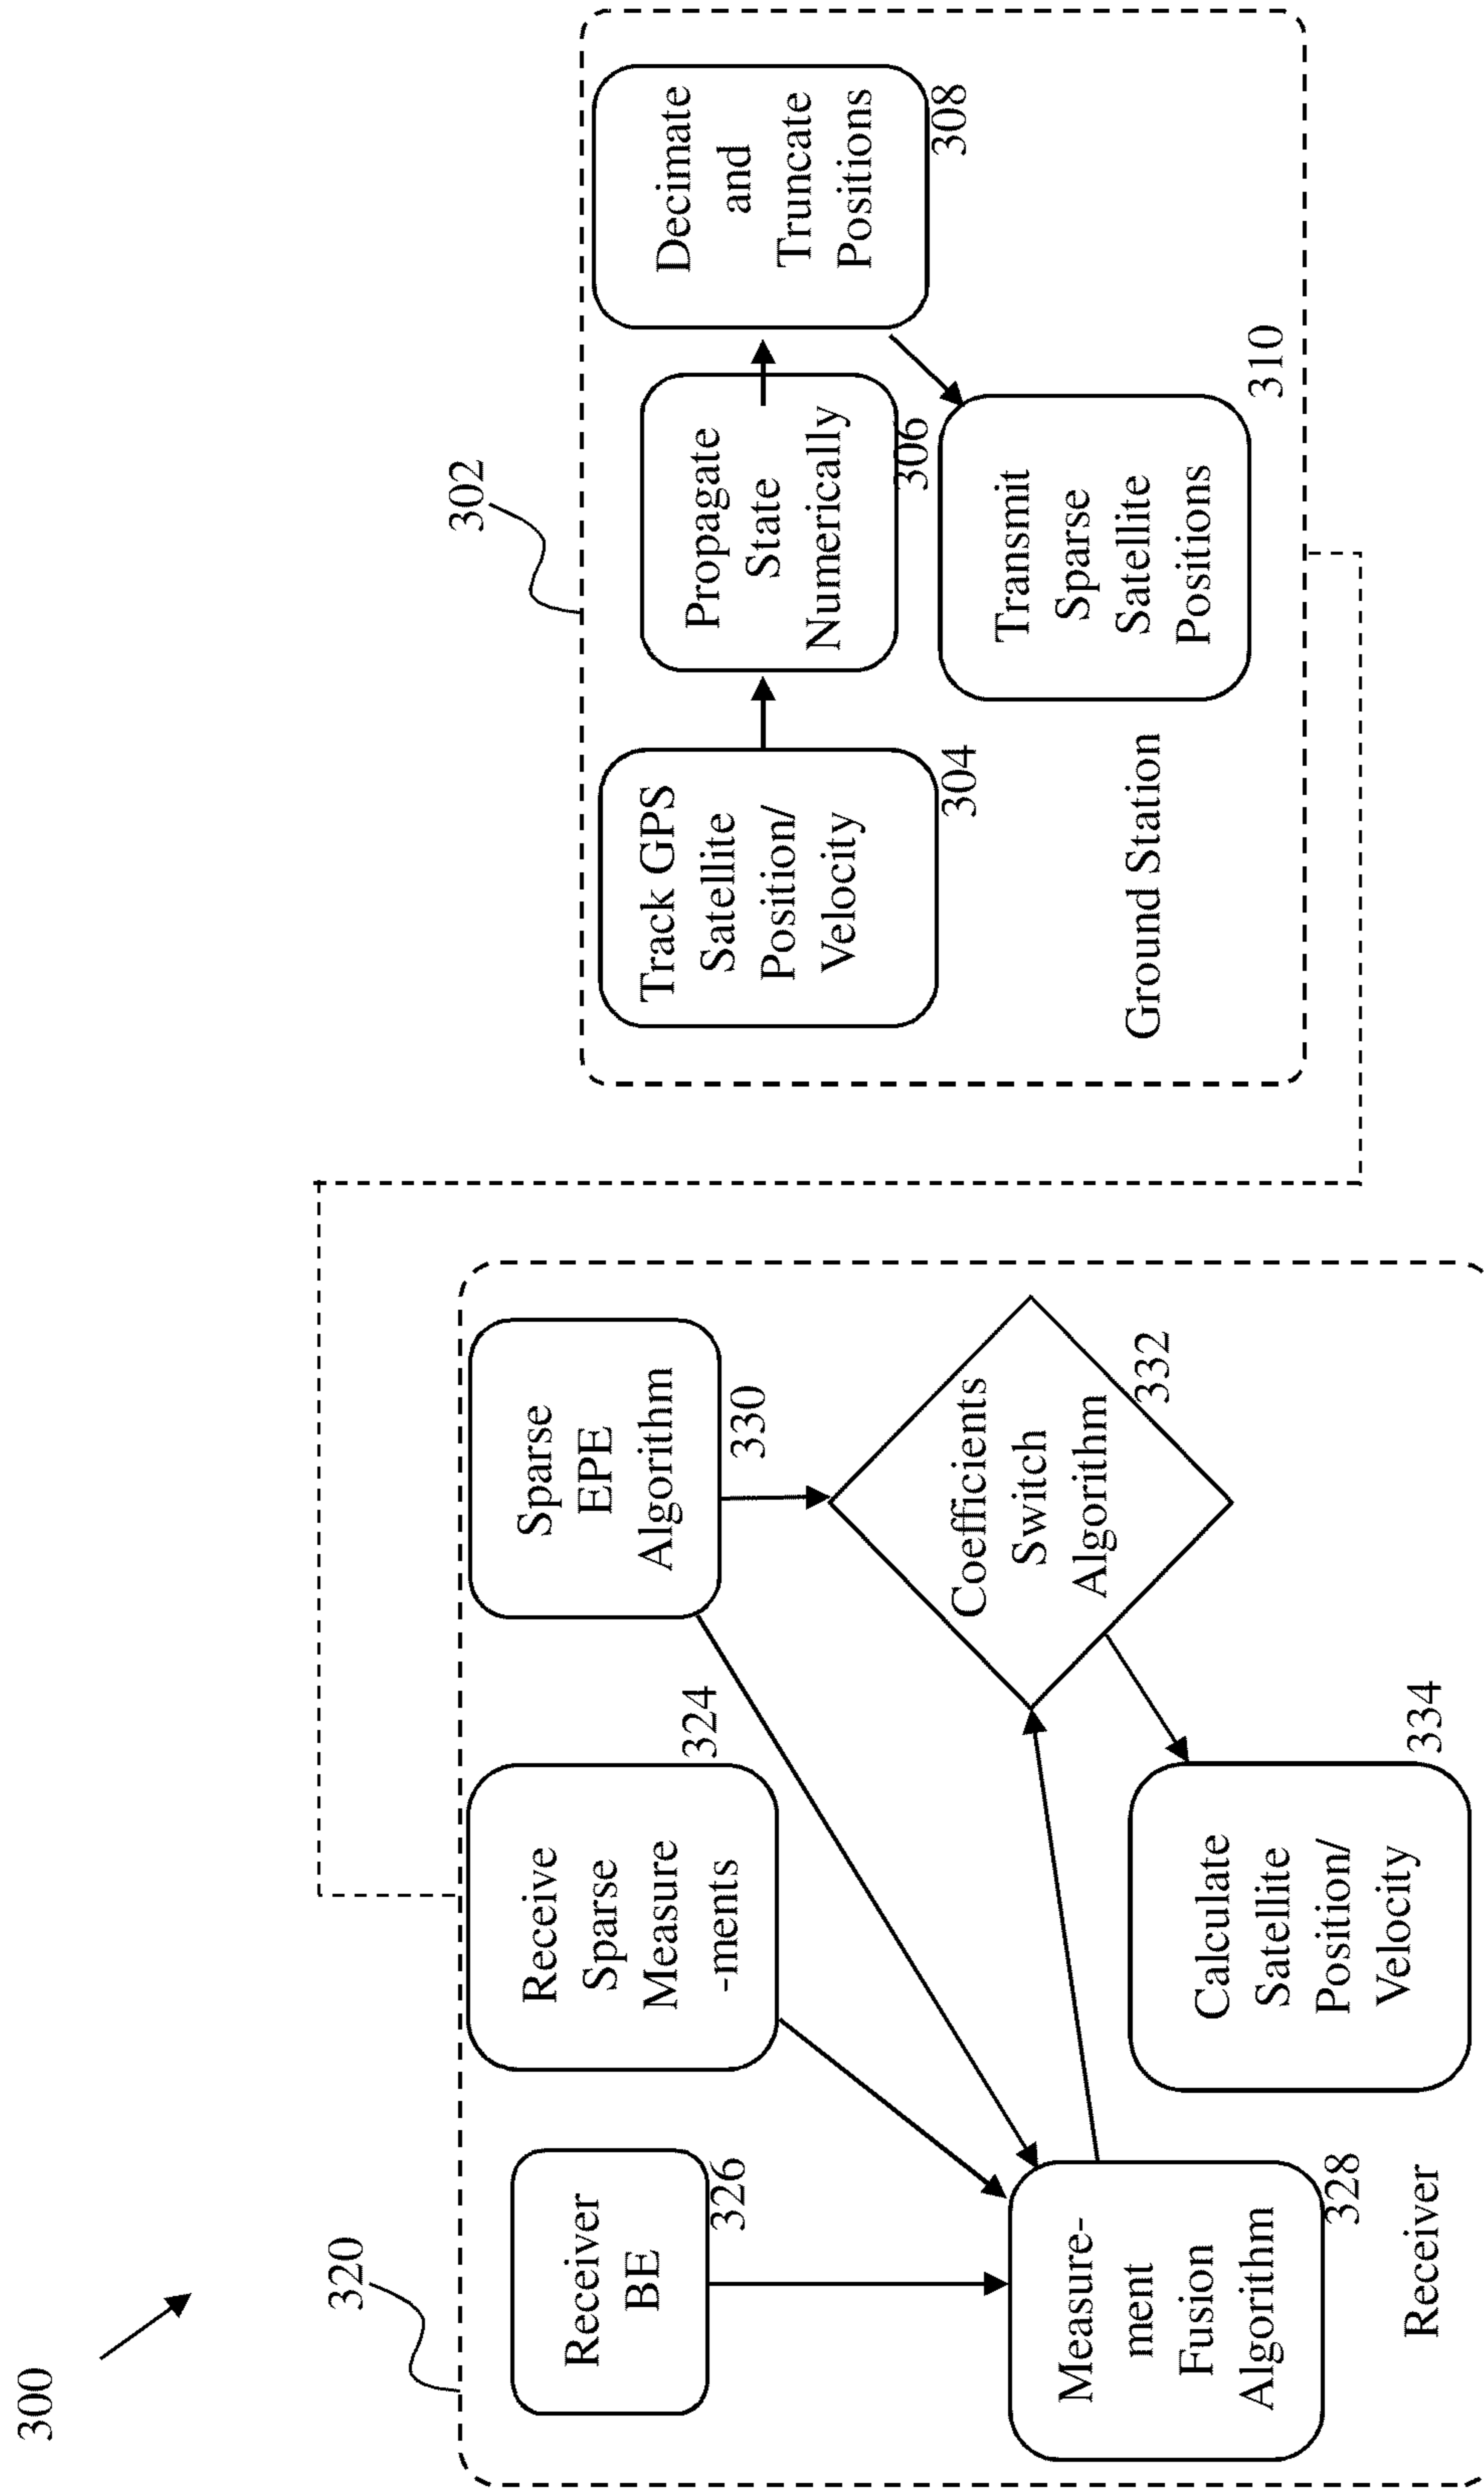 300
320
Receiver
BE
326
Receive
Sparse
Measure
-ments
324
Sparse
EPE
Algorithm
330
Measure-
ment
Fusion
Algorithm
328
Coefficients
Switch
Algorithm
332
Calculate
Satellite
Position/
Velocity
334
Receiver
302
Track GPS
Satellite
Position/
Velocity
304
Propagate
State
Numerically
306
Decimate
and
Truncate
Positions
308
Transmit
Sparse
Satellite
Positions
310
Ground Station